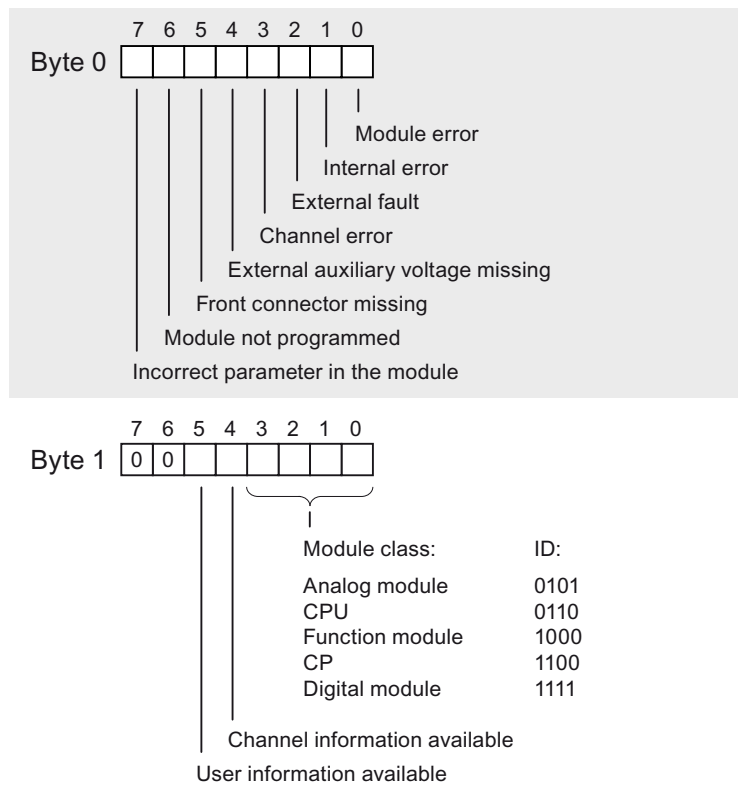 7 6 5 4 3 2 1 0
Byte 0
Module error
Internal error
External fault
Channel error
External auxiliary voltage missing
Front connector missing
Module not programmed
Incorrect parameter in the module
7 6 5 4 3 2 1 0
Byte 1 0 0
Module class: ID:
Analog module 0101
CPU 0110
Function module 1000
CP 1100
Digital module 1111
Channel information available
User information available